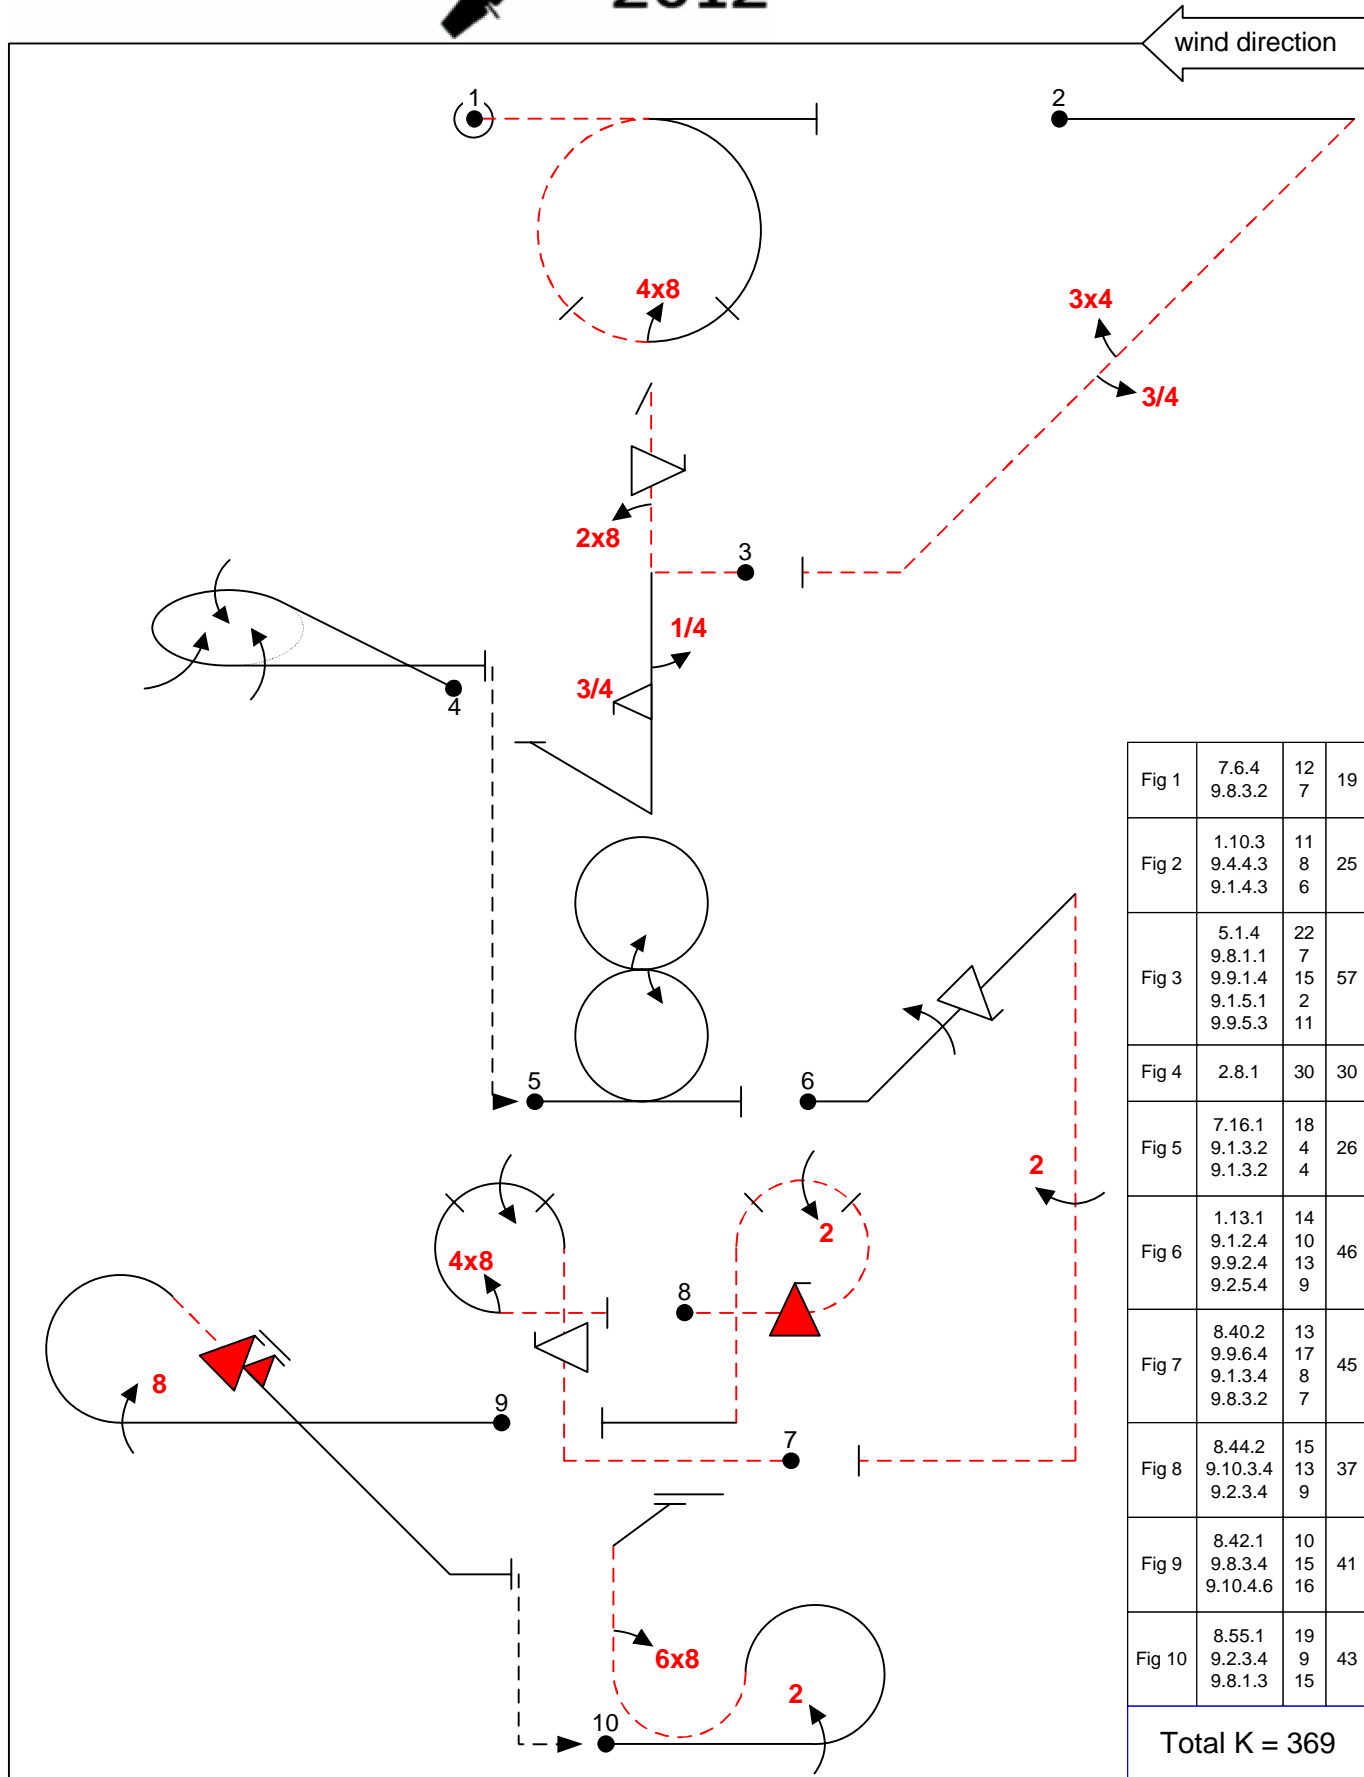 2012
wind direction
1
2
4x8
3x4
3/4
2x8
3
1/4
3/4
4
5
6
2
4x8
2
8
8
9
7
6x8
2
10
Fig 1 7.6.4 12 19
9.8.3.2 7
Fig 2 1.10.3 11 25
9.4.4.3 8
9.1.4.3 6
Fig 3 5.1.4 22 57
9.8.1.1 7
9.9.1.4 15
9.1.5.1 2
9.9.5.3 11
Fig 4 2.8.1 30 30
Fig 5 7.16.1 18 26
9.1.3.2 4
9.1.3.2 4
Fig 6 1.13.1 14 46
9.1.2.4 10
9.9.2.4 13
9.2.5.4 9
Fig 7 8.40.2 13 45
9.9.6.4 17
9.1.3.4 8
9.8.3.2 7
Fig 8 8.44.2 15 37
9.10.3.4 13
9.2.3.4 9
Fig 9 8.42.1 10 41
9.8.3.4 15
9.10.4.6 16
Fig 10 8.55.1 19 43
9.2.3.4 9
9.8.1.3 15
Total K = 369